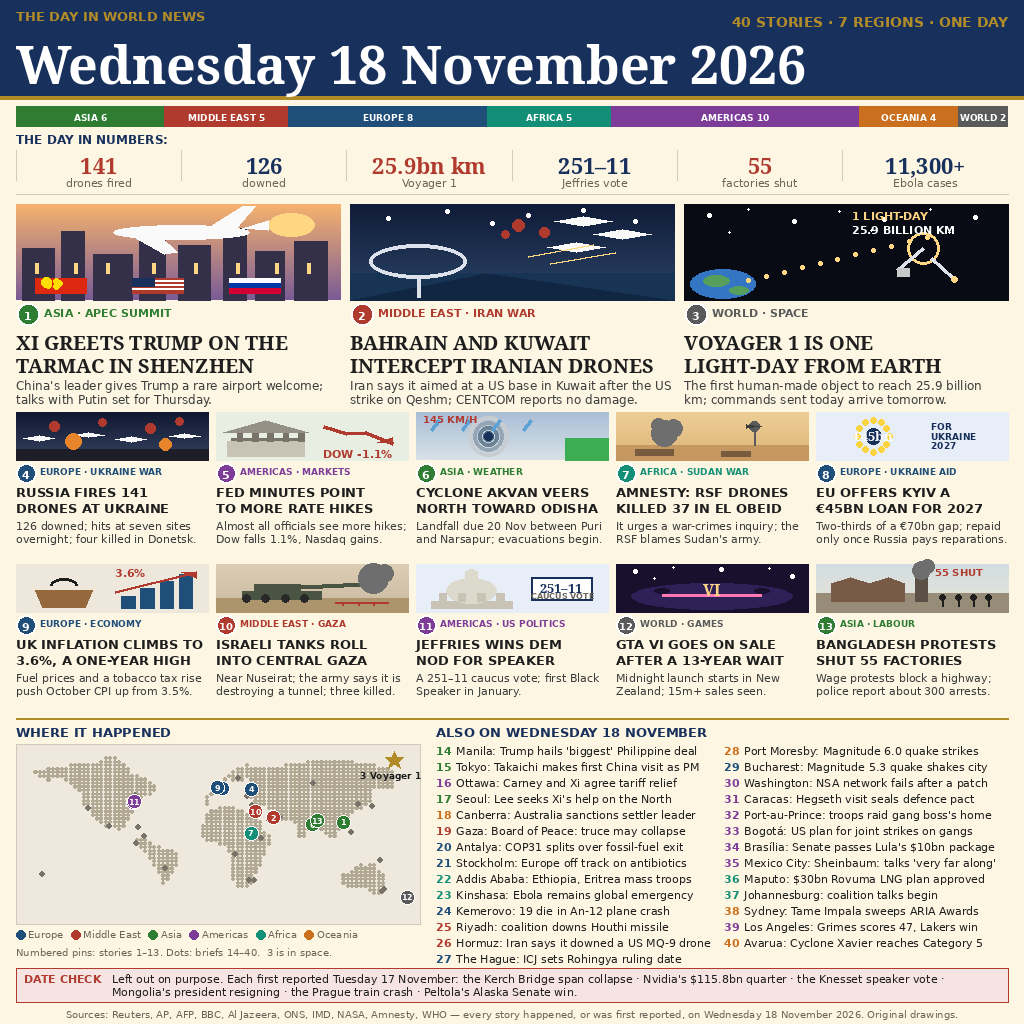 THE DAY IN WORLD NEWS
40 STORIES · 7 REGIONS · ONE DAY
Wednesday 18 November 2026
ASIA 6
MIDDLE EAST 5
EUROPE 8
AFRICA 5
AMERICAS 10
OCEANIA 4
WORLD 2
THE DAY IN NUMBERS:
141
drones fired
126
downed
25.9bn km
Voyager 1
251–11
Jeffries vote
55
factories shut
11,300+
Ebola cases
1 LIGHT-DAY
25.9 BILLION KM
1 ASIA · APEC SUMMIT
XI GREETS TRUMP ON THE
TARMAC IN SHENZHEN
China's leader gives Trump a rare airport welcome;
talks with Putin set for Thursday.
2 MIDDLE EAST · IRAN WAR
BAHRAIN AND KUWAIT
INTERCEPT IRANIAN DRONES
Iran says it aimed at a US base in Kuwait after the US
strike on Qeshm; CENTCOM reports no damage.
3 WORLD · SPACE
VOYAGER 1 IS ONE
LIGHT-DAY FROM EARTH
The first human-made object to reach 25.9 billion
km; commands sent today arrive tomorrow.
4 EUROPE · UKRAINE WAR
RUSSIA FIRES 141
DRONES AT UKRAINE
126 downed; hits at seven sites
overnight; four killed in Donetsk.
DOW -1.1%
5 AMERICAS · MARKETS
FED MINUTES POINT
TO MORE RATE HIKES
Almost all officials see more hikes;
Dow falls 1.1%, Nasdaq gains.
145 KM/H
6 ASIA · WEATHER
CYCLONE AKVAN VEERS
NORTH TOWARD ODISHA
Landfall due 20 Nov between Puri
and Narsapur; evacuations begin.
7 AFRICA · SUDAN WAR
AMNESTY: RSF DRONES
KILLED 37 IN EL OBEID
It urges a war-crimes inquiry; the
RSF blames Sudan's army.
€45bn
FOR
UKRAINE
2027
8 EUROPE · UKRAINE AID
EU OFFERS KYIV A
€45BN LOAN FOR 2027
Two-thirds of a €70bn gap; repaid
only once Russia pays reparations.
3.6%
9 EUROPE · ECONOMY
UK INFLATION CLIMBS TO
3.6%, A ONE-YEAR HIGH
Fuel prices and a tobacco tax rise
push October CPI up from 3.5%.
10 MIDDLE EAST · GAZA
ISRAELI TANKS ROLL
INTO CENTRAL GAZA
Near Nuseirat; the army says it is
destroying a tunnel; three killed.
251–11
CAUCUS VOTE
11 AMERICAS · US POLITICS
JEFFRIES WINS DEM
NOD FOR SPEAKER
A 251–11 caucus vote; first Black
Speaker in January.
VI
12 WORLD · GAMES
GTA VI GOES ON SALE
AFTER A 13-YEAR WAIT
Midnight launch starts in New
Zealand; 15m+ sales seen.
55 SHUT
13 ASIA · LABOUR
BANGLADESH PROTESTS
SHUT 55 FACTORIES
Wage protests block a highway;
police report about 300 arrests.
WHERE IT HAPPENED
3 Voyager 1
9
4
11
10
2
13
1
7
12
Europe
Middle East
Asia
Americas
Africa
Oceania
Numbered pins: stories 1–13. Dots: briefs 14–40. 3 is in space.
ALSO ON WEDNESDAY 18 NOVEMBER
14 Manila: Trump hails 'biggest' Philippine deal
15 Tokyo: Takaichi makes first China visit as PM
16 Ottawa: Carney and Xi agree tariff relief
17 Seoul: Lee seeks Xi's help on the North
18 Canberra: Australia sanctions settler leader
19 Gaza: Board of Peace: truce may collapse
20 Antalya: COP31 splits over fossil-fuel exit
21 Stockholm: Europe off track on antibiotics
22 Addis Ababa: Ethiopia, Eritrea mass troops
23 Kinshasa: Ebola remains global emergency
24 Kemerovo: 19 die in An-12 plane crash
25 Riyadh: coalition downs Houthi missile
26 Hormuz: Iran says it downed a US MQ-9 drone
27 The Hague: ICJ sets Rohingya ruling date
28 Port Moresby: Magnitude 6.0 quake strikes
29 Bucharest: Magnitude 5.3 quake shakes city
30 Washington: NSA network fails after a patch
31 Caracas: Hegseth visit seals defence pact
32 Port-au-Prince: troops raid gang boss's home
33 Bogotá: US plan for joint strikes on gangs
34 Brasília: Senate passes Lula's $10bn package
35 Mexico City: Sheinbaum: talks 'very far along'
36 Maputo: $30bn Rovuma LNG plan approved
37 Johannesburg: coalition talks begin
38 Sydney: Tame Impala sweeps ARIA Awards
39 Los Angeles: Grimes scores 47, Lakers win
40 Avarua: Cyclone Xavier reaches Category 5
DATE CHECK
Left out on purpose. Each first reported Tuesday 17 November: the Kerch Bridge span collapse · Nvidia's $115.8bn quarter · the Knesset speaker vote ·
Mongolia's president resigning · the Prague train crash · Peltola's Alaska Senate win.
Sources: Reuters, AP, AFP, BBC, Al Jazeera, ONS, IMD, NASA, Amnesty, WHO — every story happened, or was first reported, on Wednesday 18 November 2026. Original drawings.